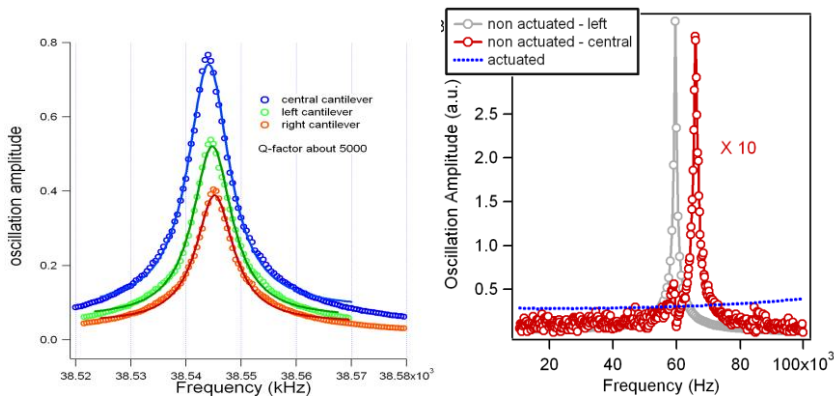 0.8
0.6
0.4
0.2
0.0
oscillation amplitude
central cantilever
left cantilever
right cantilever
Q-factor about 5000
38.52
38.53
38.54
38.55
38.56
38.57
38.58x10³
Frequency (kHz)
non actuated - left
non actuated - central
actuated
2.5
2.0
1.5
1.0
0.5
Oscillation Amplitude (a.u.)
X 10
20
40
60
80
100x10³
Frequency (Hz)